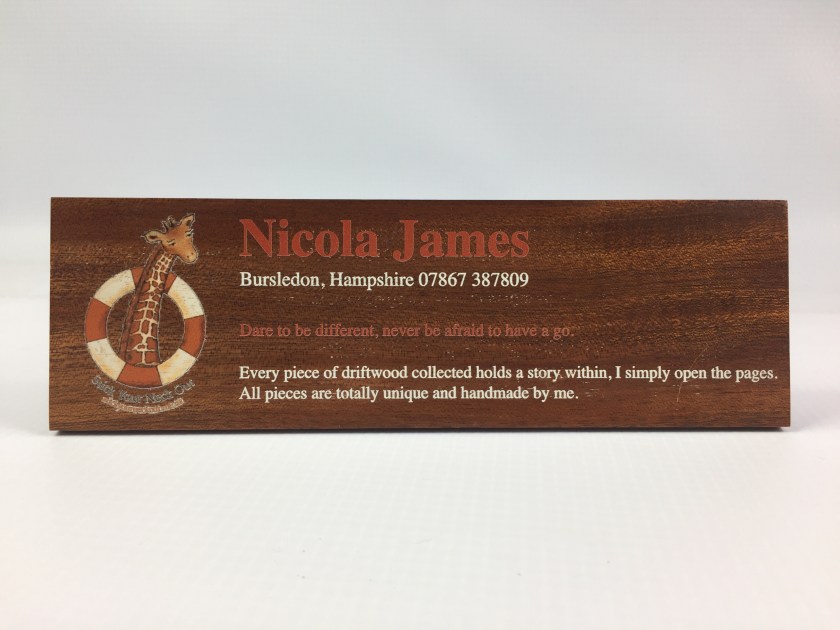 Nicola James
Bursledon, Hampshire 07867 387809
Dare to be different, never be afraid to have a go.
Every piece of driftwood collected holds a story within, I simply open the pages.
All pieces are totally unique and handmade by me.
Stick Your Neck Out